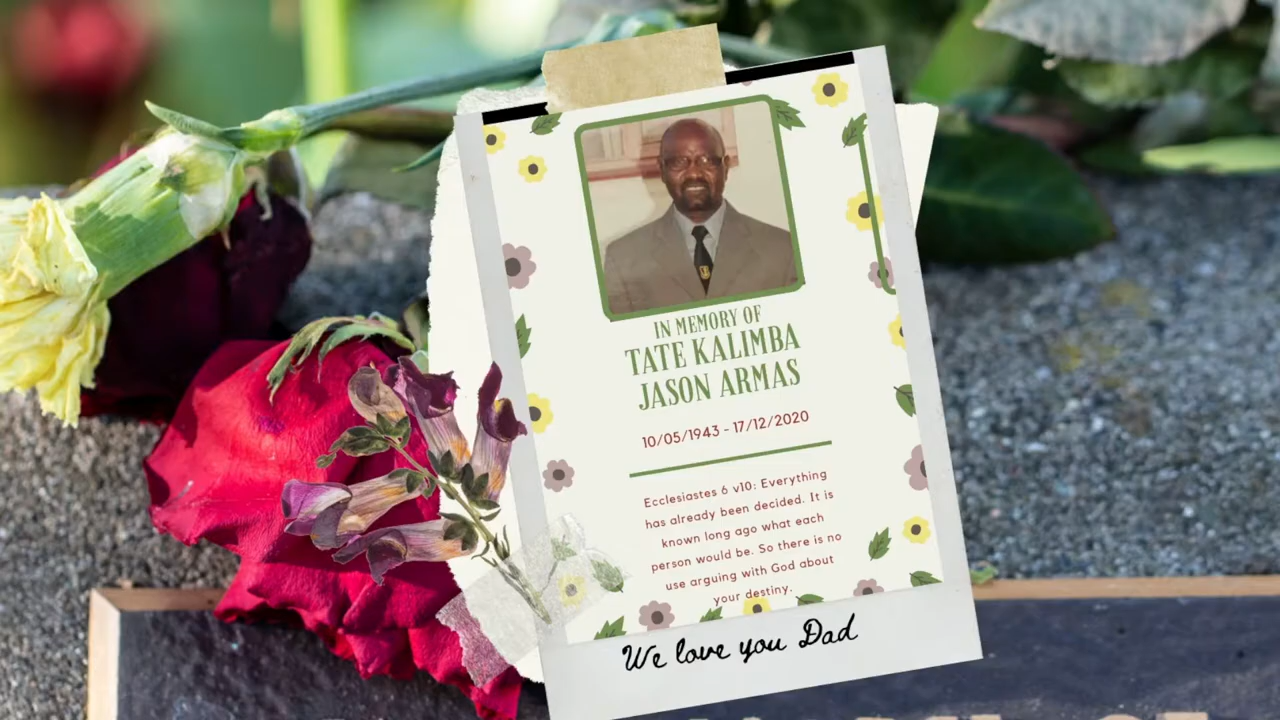 IN MEMORY OF
TATE KALIMBA
JASON ARMAS
10/05/1943 - 17/12/2020
Ecclesiastes 6 v10: Everything
has already been decided. It is
known long ago what each
person would be. So there is no
use arguing with God about
your destiny.
We love you Dad